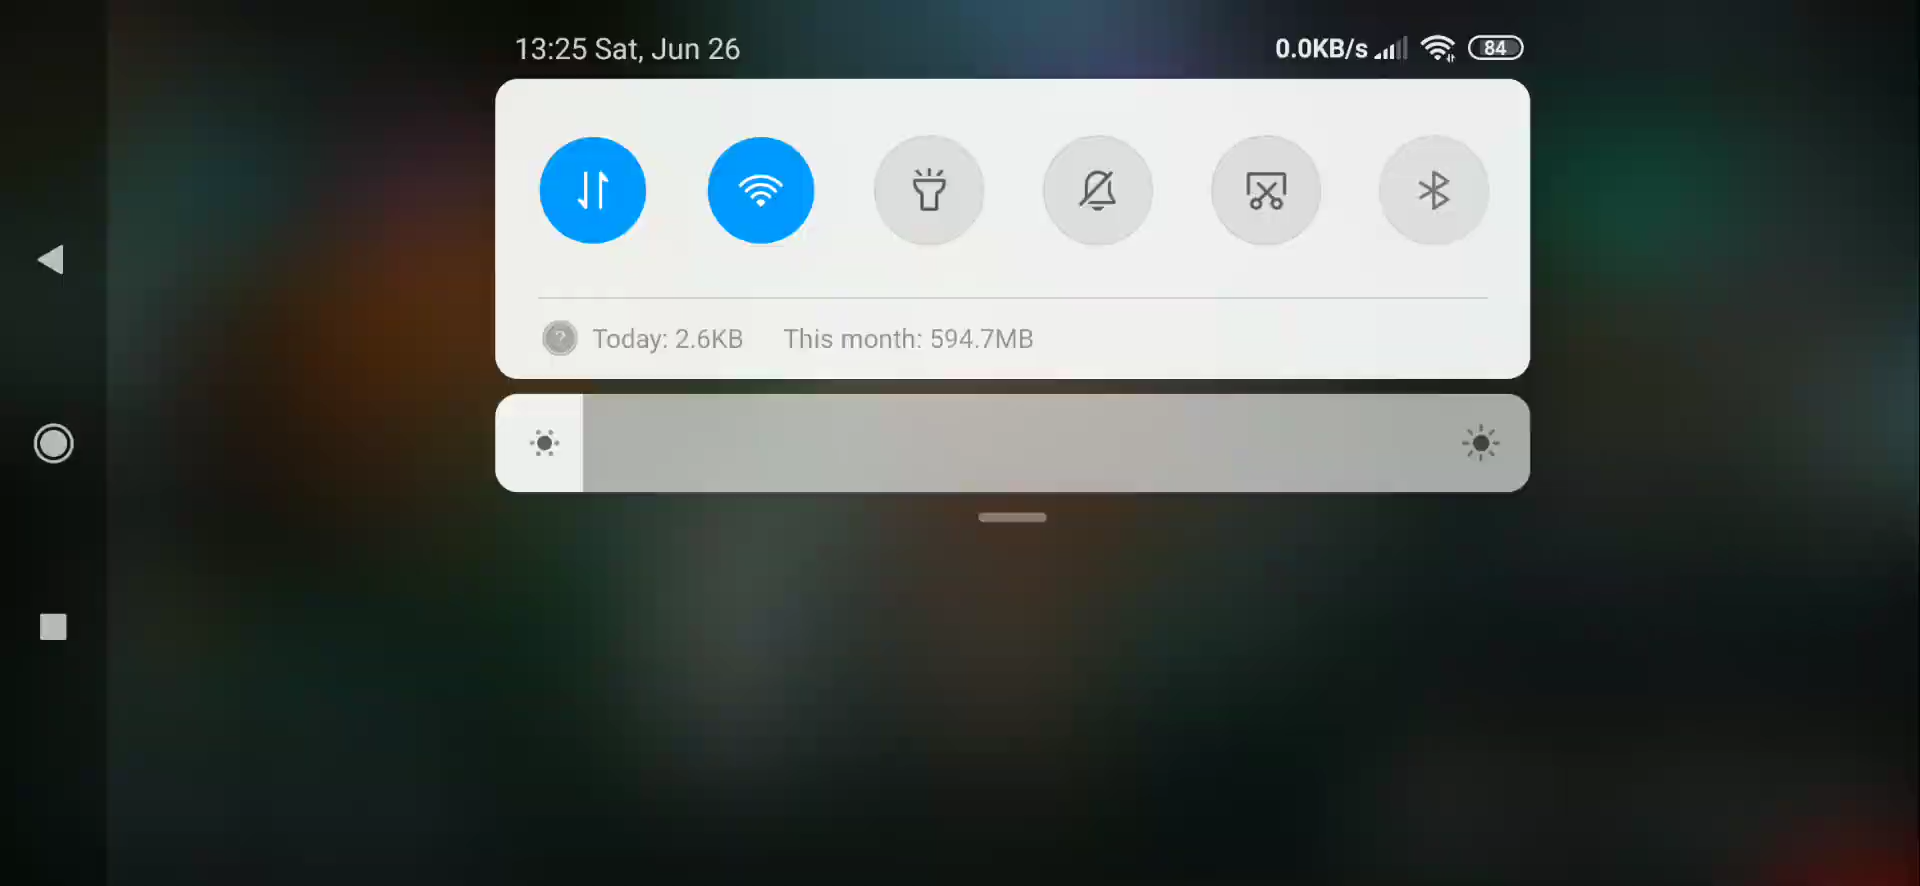 13:25 Sat, Jun 26 0.0KB/s 84
? Today: 2.6KB This month: 594.7MB